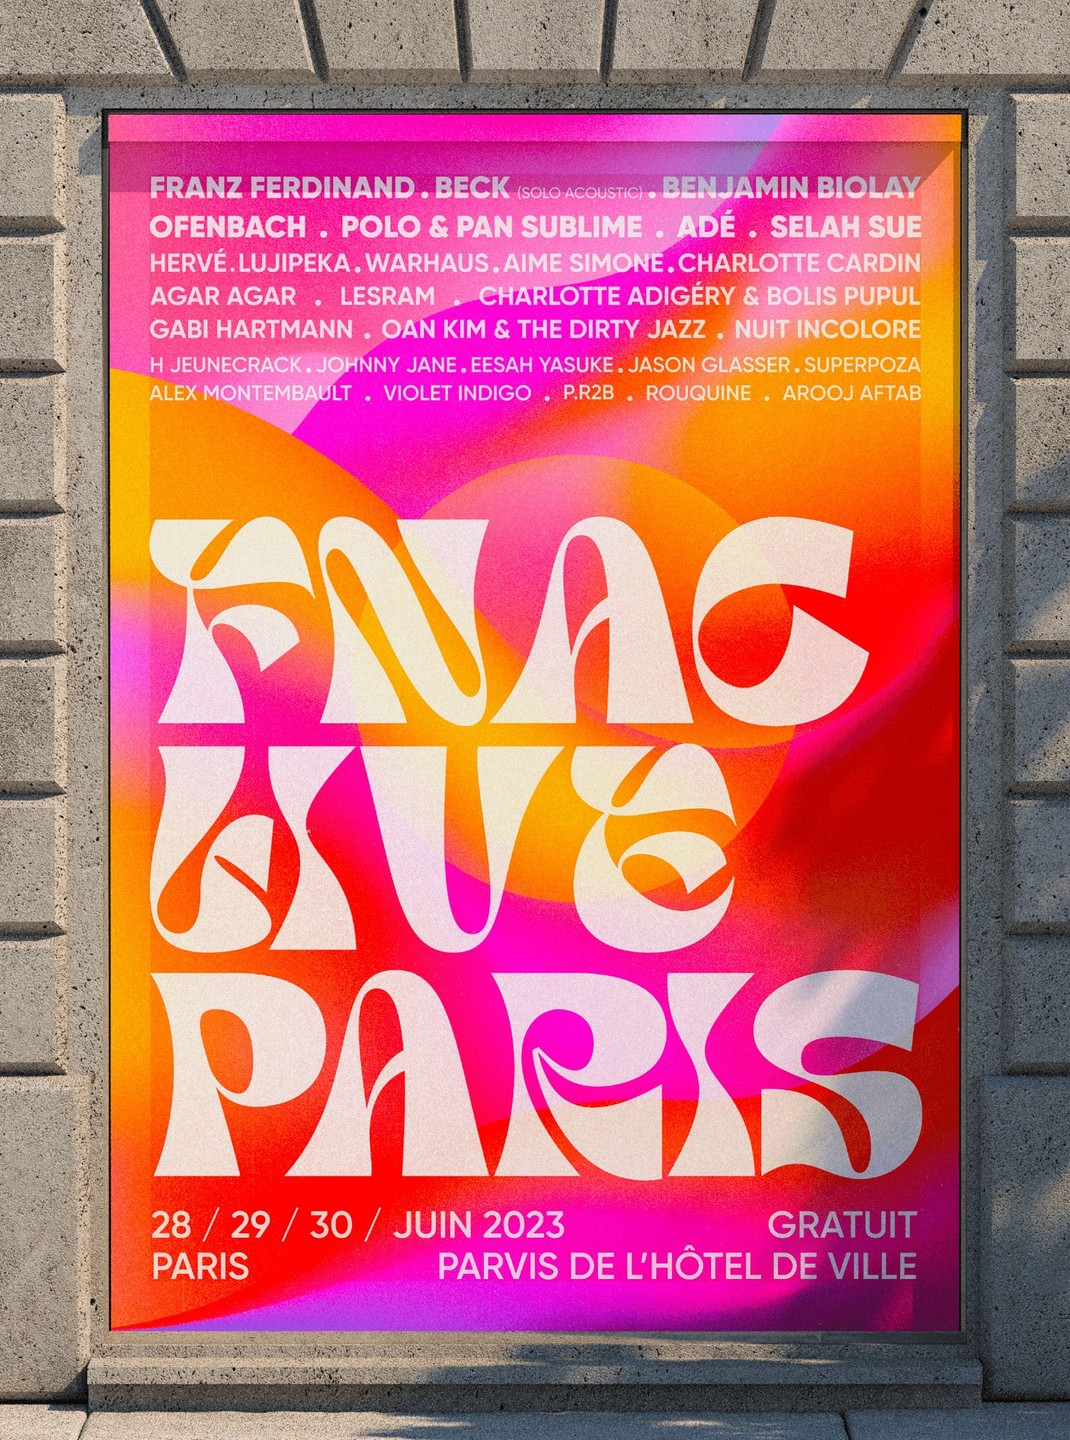 FRANZ FERDINAND . BECK (SOLO ACOUSTIC) . BENJAMIN BIOLAY
OFENBACH . POLO & PAN SUBLIME . ADÉ . SELAH SUE
HERVÉ . LUJIPEKA . WARHAUS . AIME SIMONE . CHARLOTTE CARDIN
AGAR AGAR . LESRAM . CHARLOTTE ADIGÉRY & BOLIS PUPUL
GABI HARTMANN . OAN KIM & THE DIRTY JAZZ . NUIT INCOLORE
H JEUNECRACK . JOHNNY JANE . EESAH YASUKE . JASON GLASSER . SUPERPOZA
ALEX MONTEMBAULT . VIOLET INDIGO . P.R2B . ROUQUINE . AROOJ AFTAB
FNAC
LIVE
PARIS
28 / 29 / 30 / JUIN 2023 GRATUIT
PARIS PARVIS DE L'HÔTEL DE VILLE